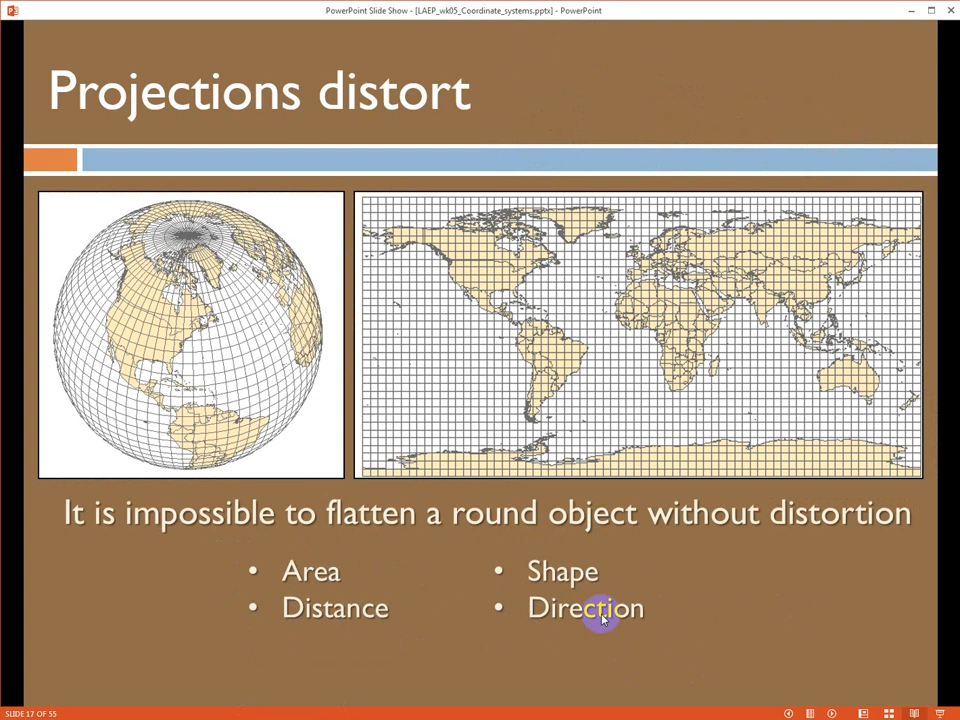 PowerPoint Slide Show - [LAEP_wk05_Coordinate_systems.pptx] - PowerPoint
Projections distort
It is impossible to flatten a round object without distortion
• Area
• Distance
• Shape
• Direction
SLIDE 17 OF 55